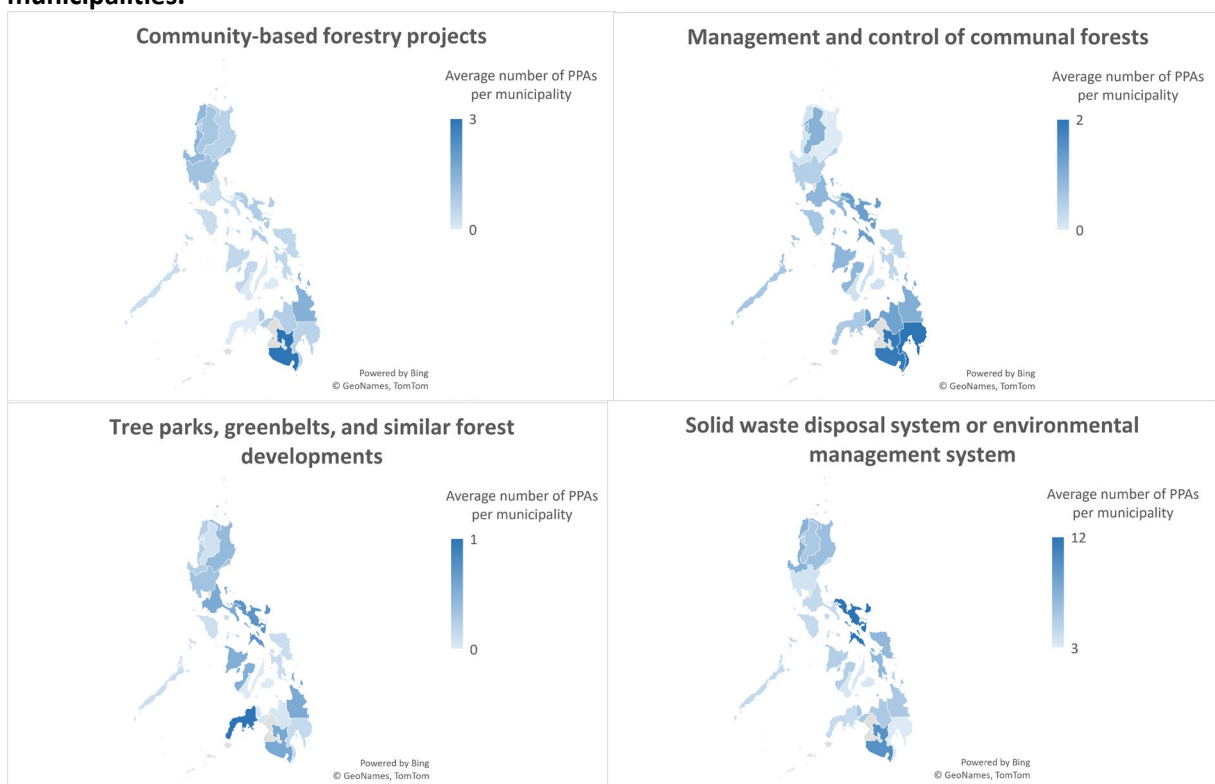 municipalities.
Community-based forestry projects
Average number of PPAs
per municipality
3
0
Powered by Bing
© GeoNames, TomTom
Management and control of communal forests
Average number of PPAs
per municipality
2
0
Powered by Bing
© GeoNames, TomTom
Tree parks, greenbelts, and similar forest
developments
Average number of PPAs
per municipality
1
0
Powered by Bing
© GeoNames, TomTom
Solid waste disposal system or environmental
management system
Average number of PPAs
per municipality
12
3
Powered by Bing
© GeoNames, TomTom